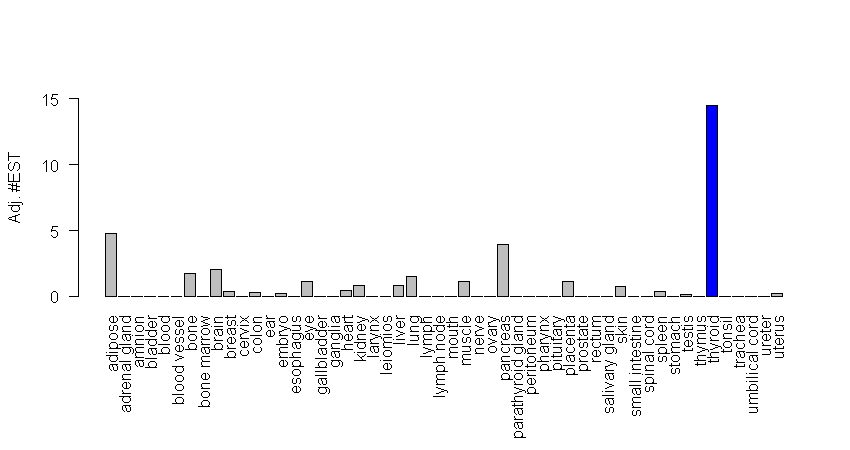 Adj. #EST
15
10
5
0
adipose
adrenal gland
amnion
bladder
blood
blood vessel
bone
bone marrow
brain
breast
cervix
colon
ear
embryo
esophagus
eye
gallbladder
ganglia
heart
kidney
larynx
leiomios
liver
lung
lymph
lymph node
mouth
muscle
nerve
ovary
pancreas
parathyroid gland
peritoneum
pharynx
pituitary
placenta
prostate
rectum
salivary gland
skin
small intestine
spinal cord
spleen
stomach
testis
thymus
thyroid
tonsil
trachea
umbilical cord
ureter
uterus